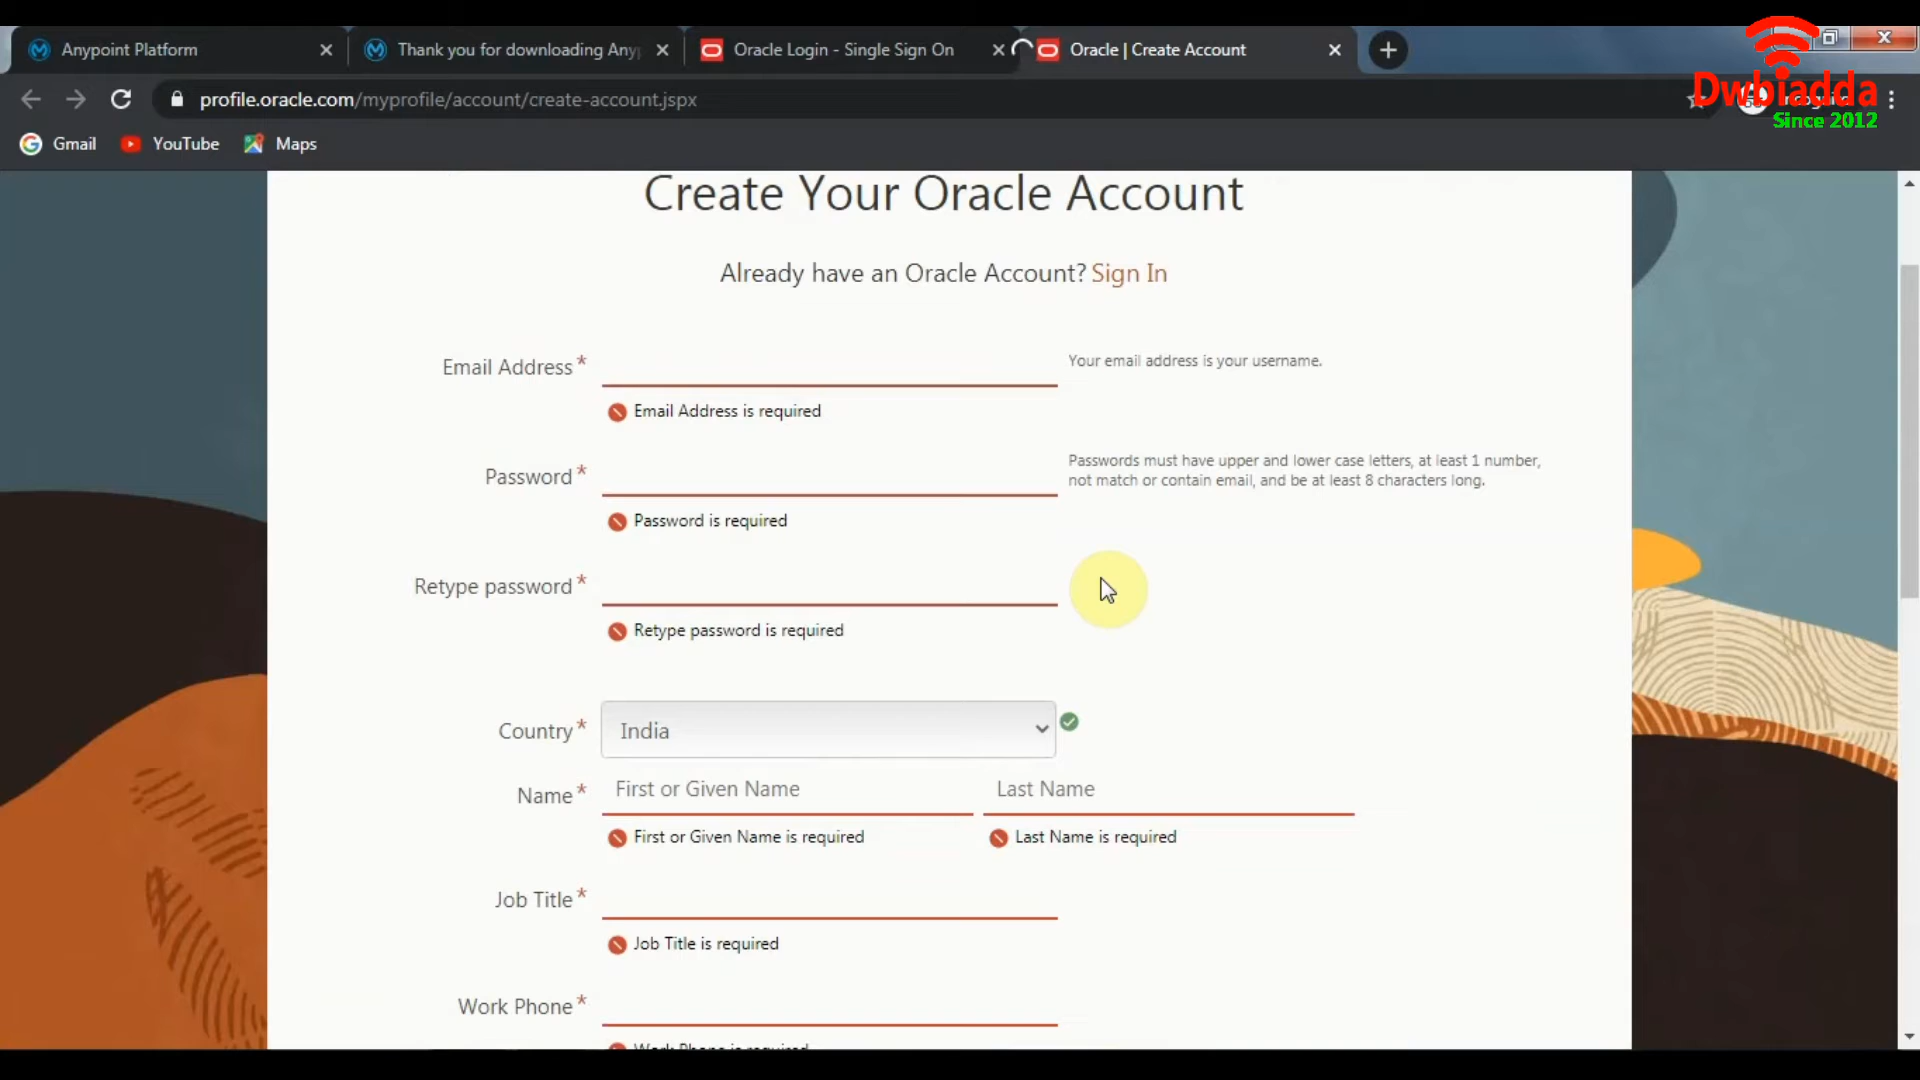 Anypoint Platform
Thank you for downloading Any
Oracle Login - Single Sign On
Oracle | Create Account
profile.oracle.com/myprofile/account/create-account.jspx
Dwbiadda
Since 2012
Gmail
YouTube
Maps
Create Your Oracle Account
Already have an Oracle Account? Sign In
Email Address *
Your email address is your username.
Email Address is required
Password *
Passwords must have upper and lower case letters, at least 1 number,
not match or contain email, and be at least 8 characters long.
Password is required
Retype password *
Retype password is required
Country *
India
Name *
First or Given Name
Last Name
First or Given Name is required
Last Name is required
Job Title *
Job Title is required
Work Phone *
Work Phone is required